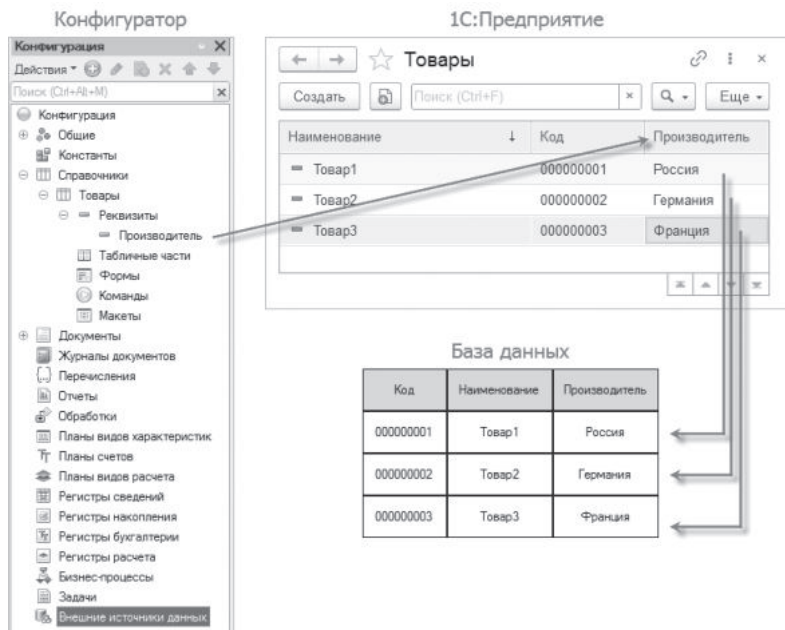 Конфигуратор
Конфигурация
Действия
Поиск (Ctrl+Alt+M)
Конфигурация
Общие
Константы
Справочники
Товары
Реквизиты
Производитель
Табличные части
Формы
Команды
Макеты
Документы
Журналы документов
Перечисления
Отчеты
Обработки
Планы видов характеристик
Планы счетов
Планы видов расчета
Регистры сведений
Регистры накопления
Регистры бухгалтерии
Регистры расчета
Бизнес-процессы
Задачи
Внешние источники данных
1С:Предприятие
Товары
Создать Поиск (Ctrl+F) Еще
Наименование Код Производитель
Товар1 000000001 Россия
Товар2 000000002 Германия
Товар3 000000003 Франция
База данных
Код Наименование Производитель
000000001 Товар1 Россия
000000002 Товар2 Германия
000000003 Товар3 Франция